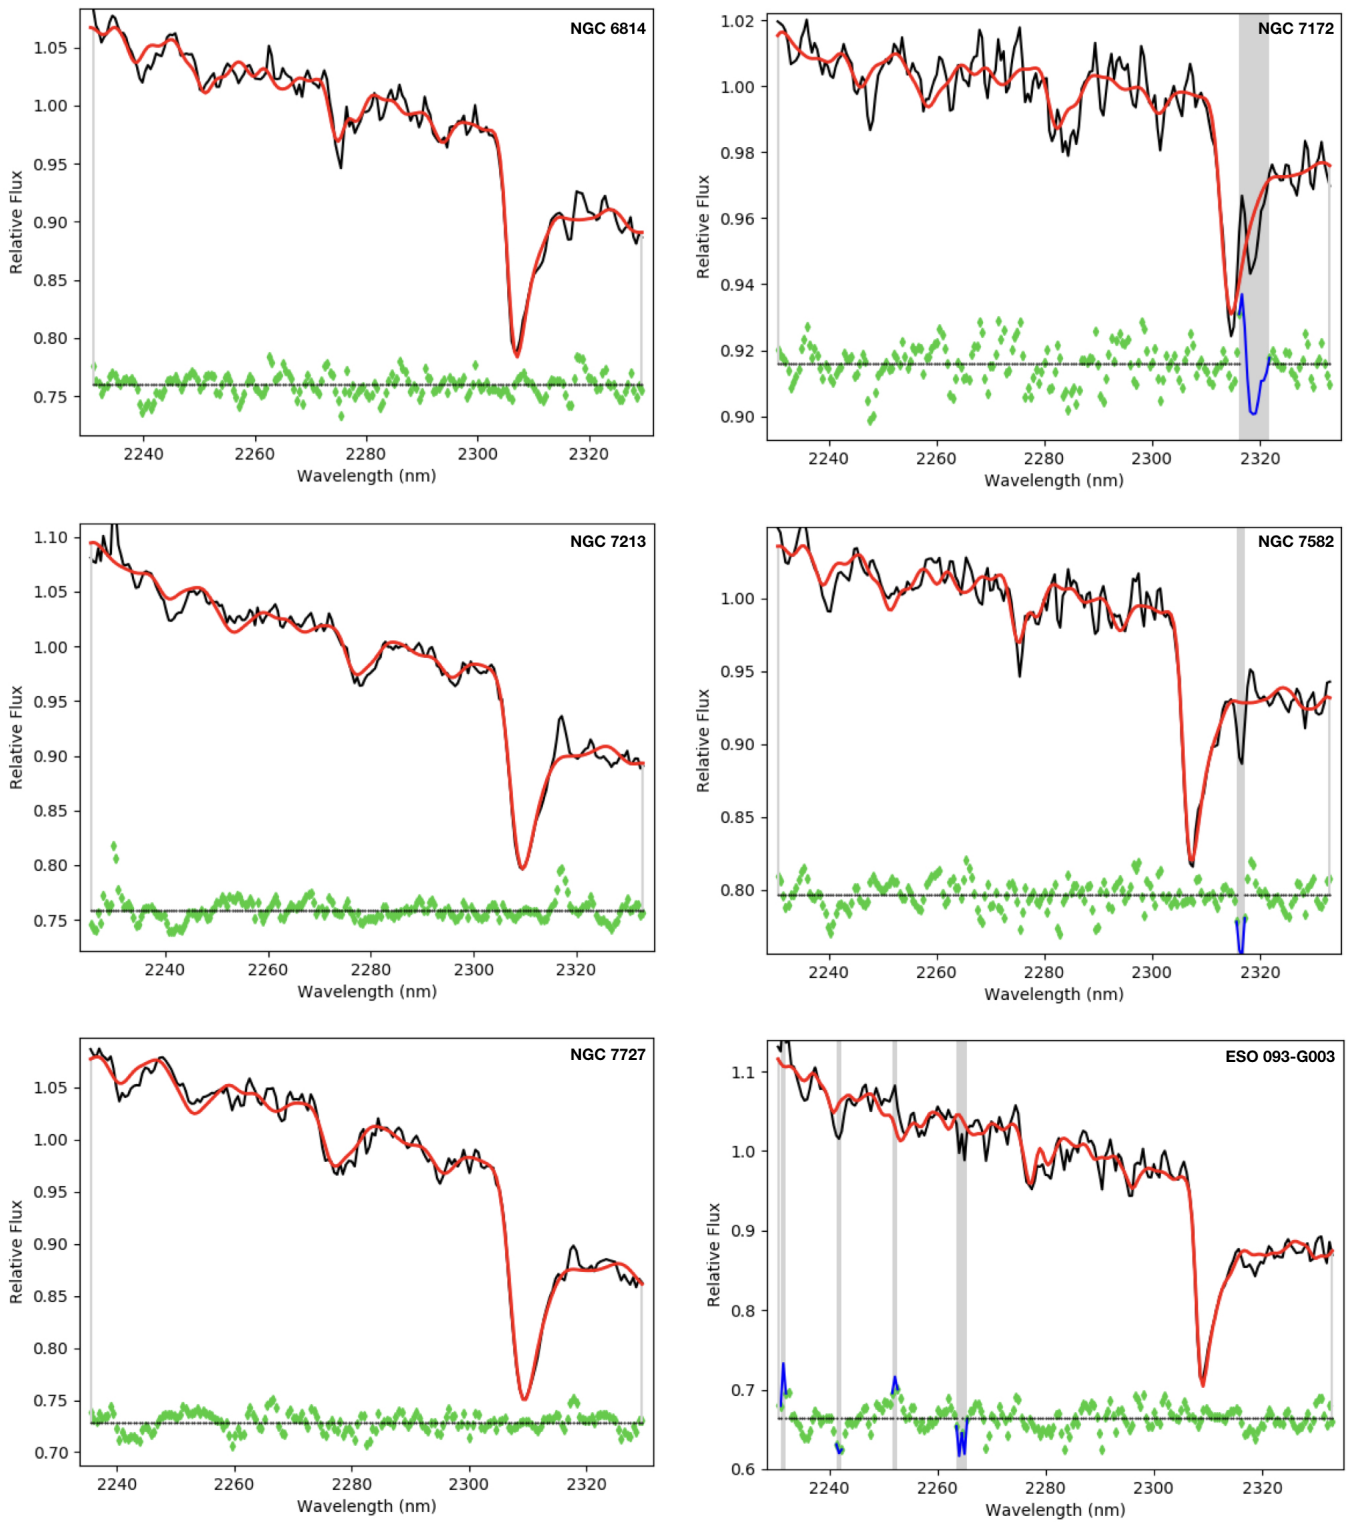 NGC 6814
1.05
1.00
0.95
0.90
0.85
0.80
0.75
Relative Flux
2240 2260 2280 2300 2320
Wavelength (nm)
NGC 7172
1.02
1.00
0.98
0.96
0.94
0.92
0.90
Relative Flux
2240 2260 2280 2300 2320
Wavelength (nm)
NGC 7213
1.10
1.05
1.00
0.95
0.90
0.85
0.80
0.75
Relative Flux
2240 2260 2280 2300 2320
Wavelength (nm)
NGC 7582
1.00
0.95
0.90
0.85
0.80
Relative Flux
2240 2260 2280 2300 2320
Wavelength (nm)
NGC 7727
1.05
1.00
0.95
0.90
0.85
0.80
0.75
0.70
Relative Flux
2240 2260 2280 2300 2320
Wavelength (nm)
ESO 093-G003
1.1
1.0
0.9
0.8
0.7
0.6
Relative Flux
2240 2260 2280 2300 2320
Wavelength (nm)